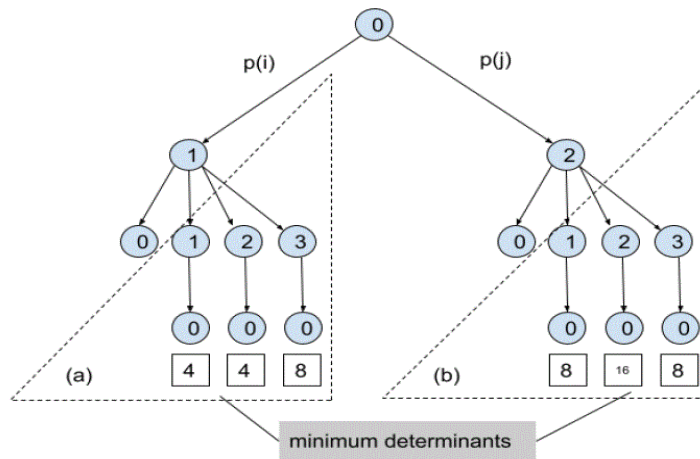 0
p(i) p(j)
1 2
0 1 2 3 0 1 2 3
0 0 0 0 0 0
(a) 4 4 8 (b) 8 16 8
minimum determinants